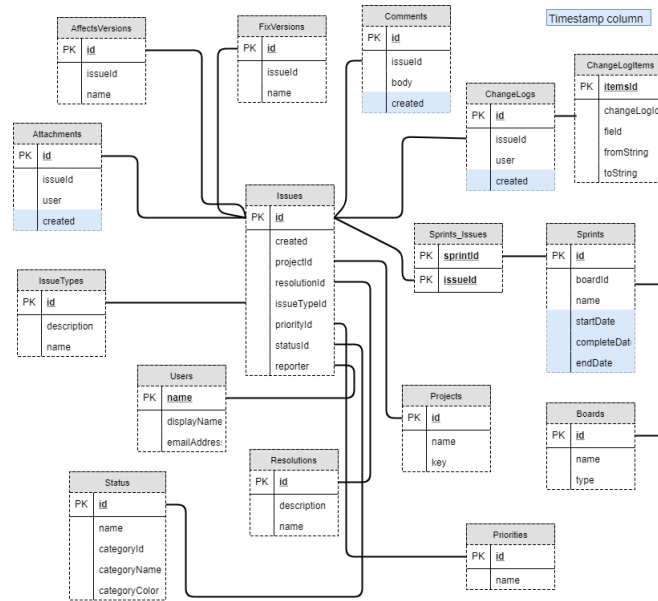 Timestamp column
AffectsVersions
PK id
issueId
name
FixVersions
PK id
issueId
name
Comments
PK id
issueId
body
created
ChangeLogs
PK id
issueId
user
created
ChangeLogItems
PK itemsId
changeLogId
field
fromString
toString
Attachments
PK id
issueId
user
created
Issues
PK id
created
projectId
resolutionId
issueTypeId
priorityId
statusId
reporter
Sprints_Issues
PK sprintId
PK issueId
Sprints
PK id
boardId
name
startDate
completeDate
endDate
IssueTypes
PK id
description
name
Users
PK name
displayName
emailAddres
Projects
PK id
name
key
Boards
PK id
name
type
Resolutions
PK id
description
name
Status
PK id
name
categoryId
categoryName
categoryColor
Priorities
PK id
name